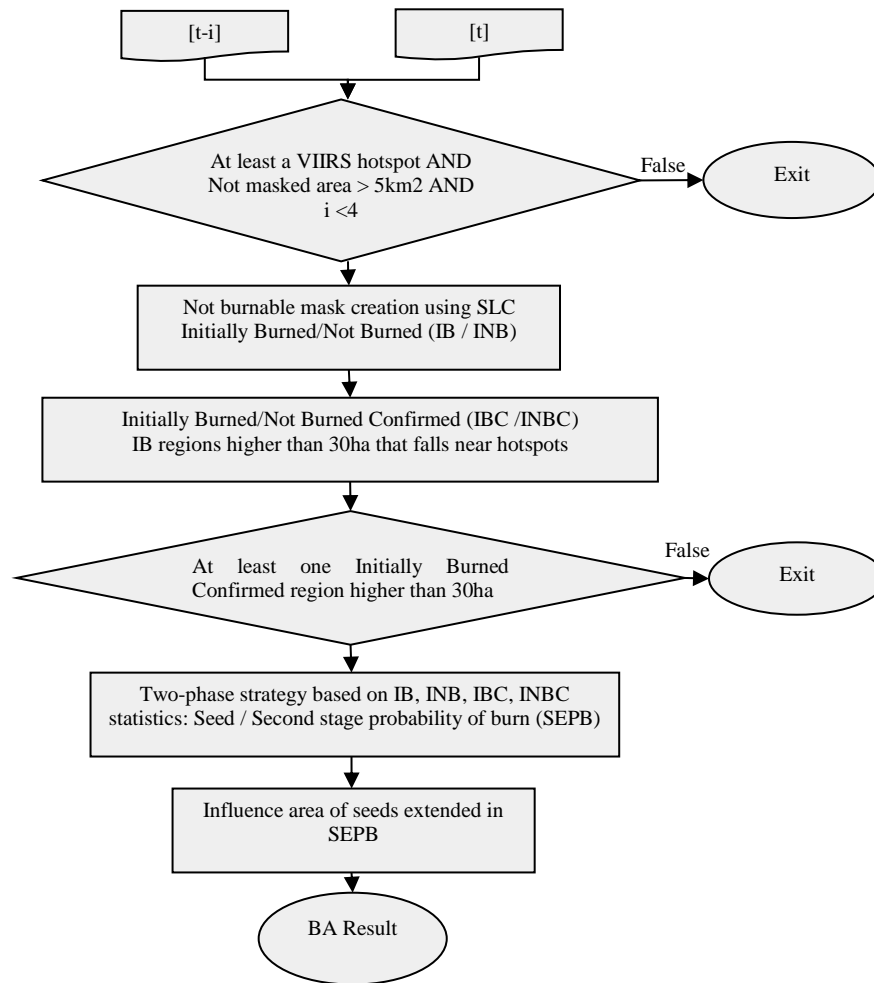 [t-i]
[t]
At least a VIIRS hotspot AND
Not masked area > 5km2 AND
i <4
False
Exit
Not burnable mask creation using SLC
Initially Burned/Not Burned (IB / INB)
Initially Burned/Not Burned Confirmed (IBC /INBC)
IB regions higher than 30ha that falls near hotspots
At least one Initially Burned
Confirmed region higher than 30ha
False
Exit
Two-phase strategy based on IB, INB, IBC, INBC
statistics: Seed / Second stage probability of burn (SEPB)
Influence area of seeds extended in
SEPB
BA Result